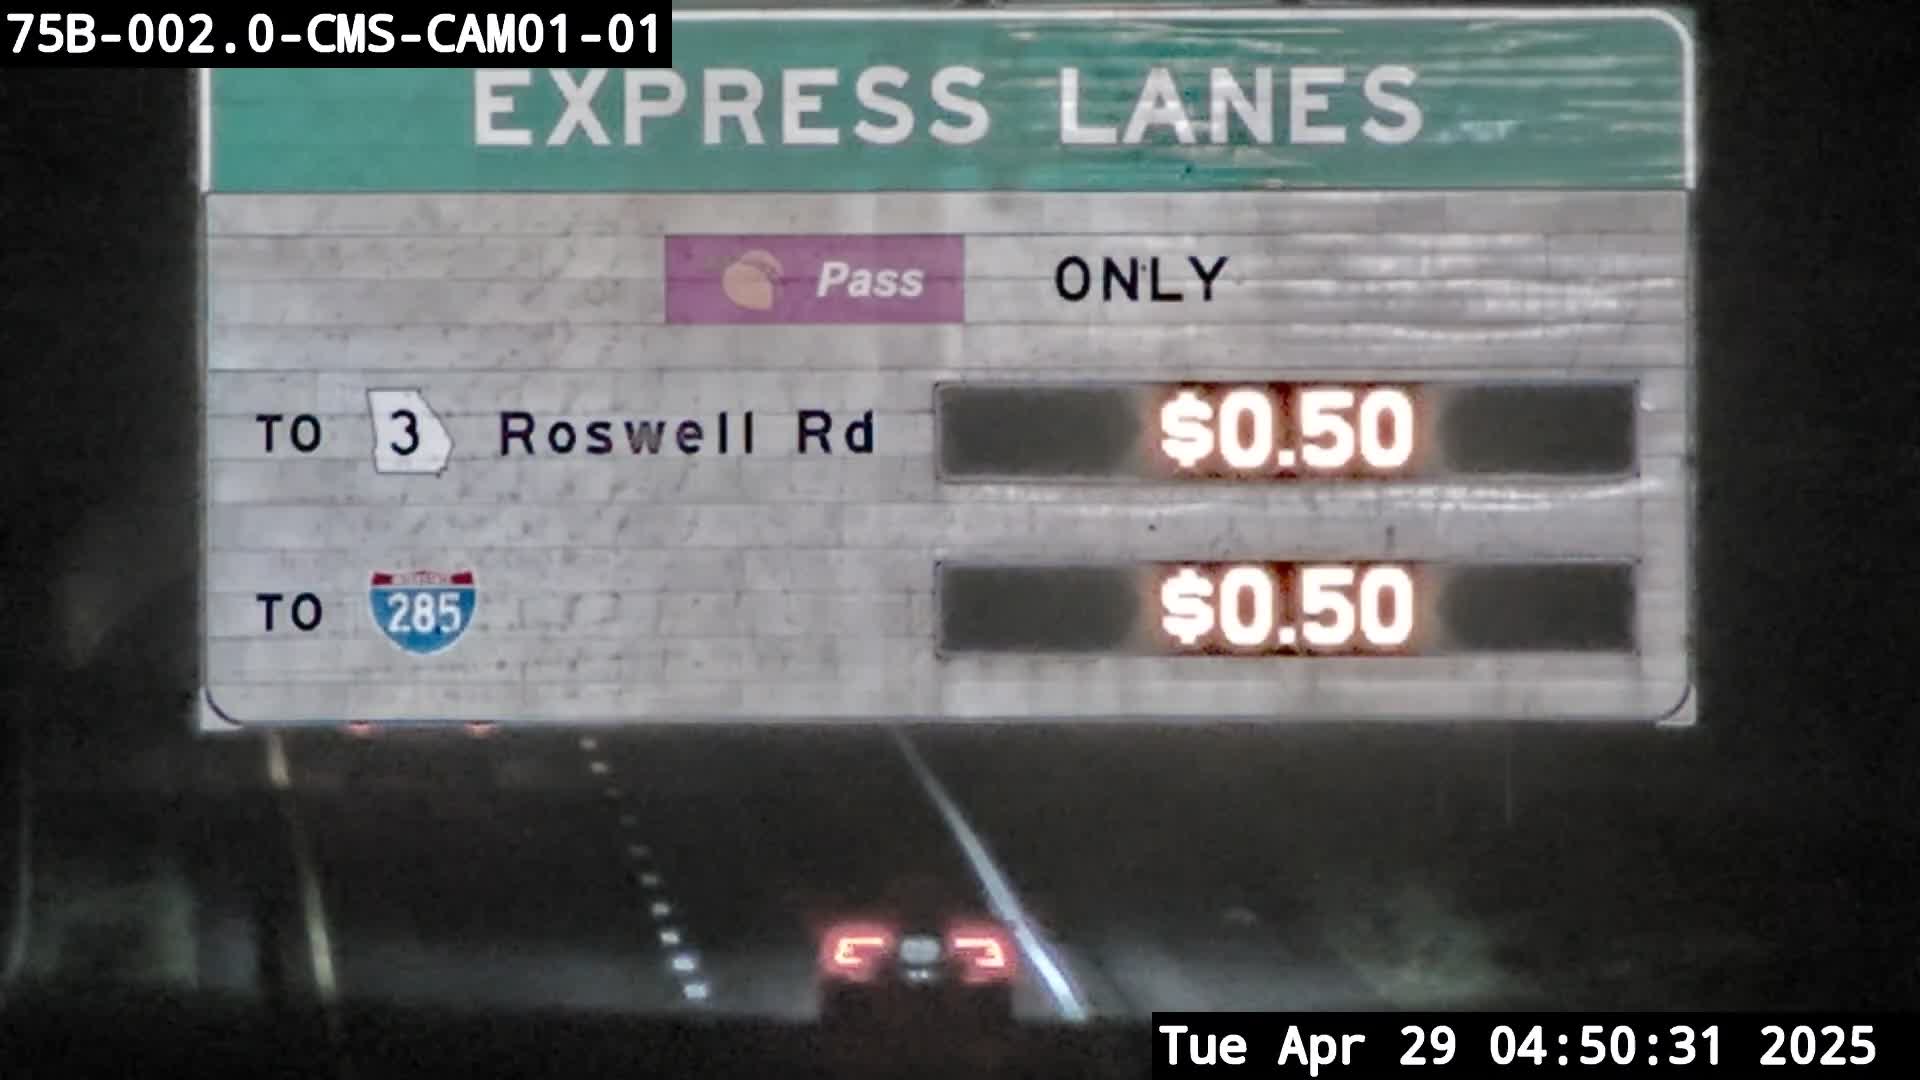 75B-002.0-CMS-CAM01-01
EXPRESS LANES
Pass ONLY
TO 3 Roswell Rd $0.50
TO 285 $0.50
Tue Apr 29 04:50:31 2025